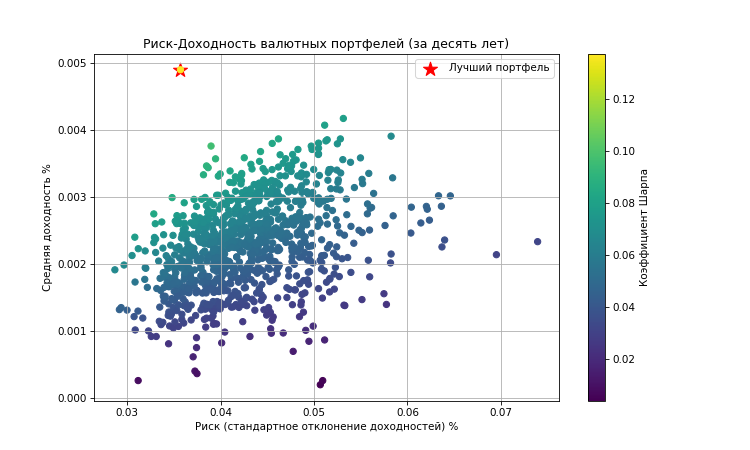 Риск-Доходность валютных портфелей (за десять лет)
Лучший портфель
0.005
0.004
0.003
0.002
0.001
0.000
Средняя доходность %
0.03 0.04 0.05 0.06 0.07
Риск (стандартное отклонение доходностей) %
0.12
0.10
0.08
0.06
0.04
0.02
Коэффициент Шарпа